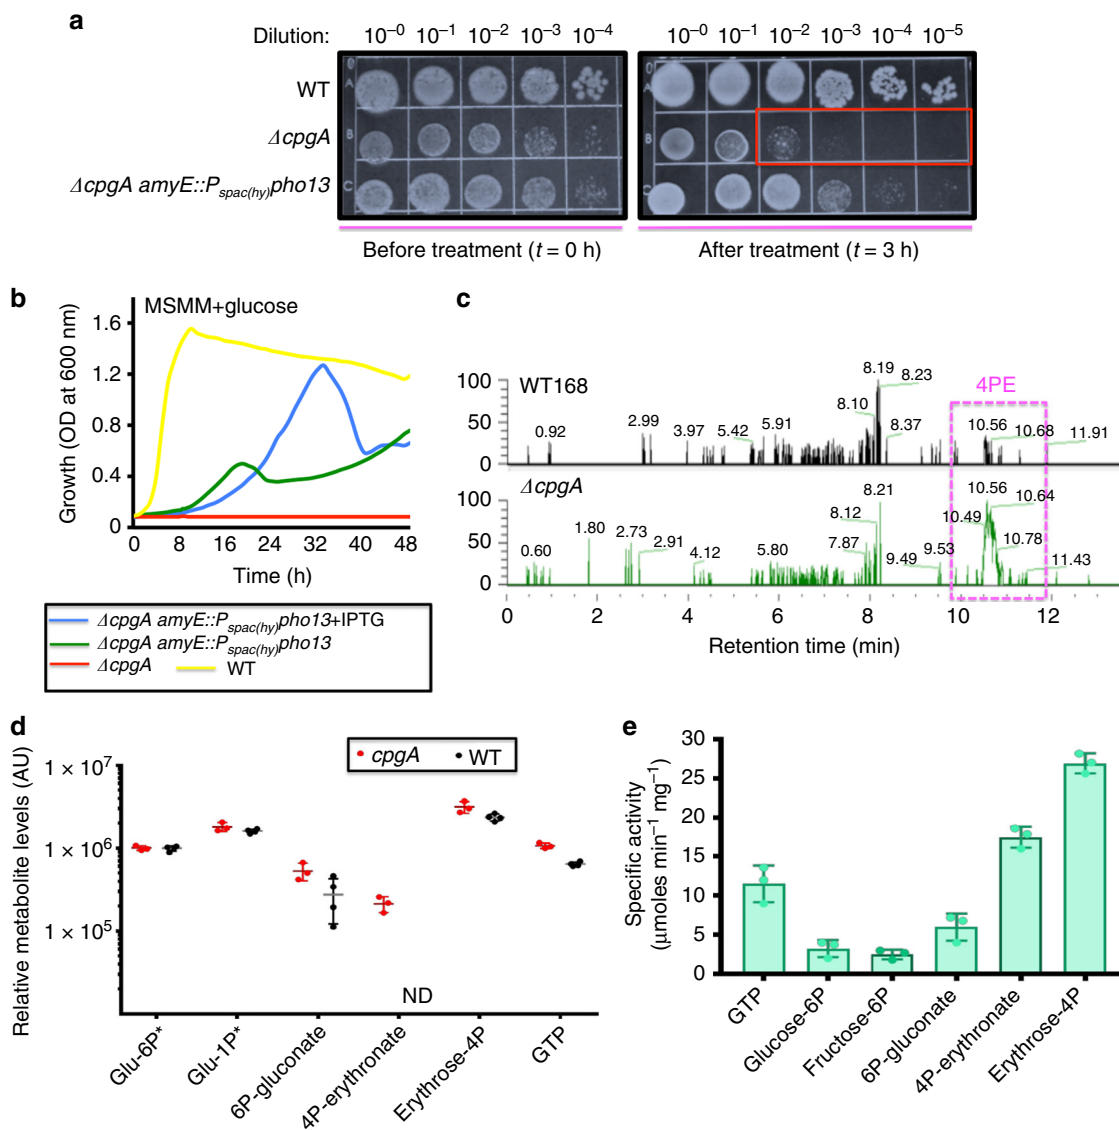 a
Dilution: 10⁻⁰ 10⁻¹ 10⁻² 10⁻³ 10⁻⁴ 10⁻⁰ 10⁻¹ 10⁻² 10⁻³ 10⁻⁴ 10⁻⁵
WT
ΔcpgA
ΔcpgA amyE::Pspac(hy)pho13
A
B
C
A
B
C
Before treatment (t = 0 h)
After treatment (t = 3 h)
b
MSMM+glucose
Growth (OD at 600 nm)
1.6
1.2
0.8
0.4
0
0 8 16 24 32 40 48
Time (h)
ΔcpgA amyE::Pspac(hy)pho13+IPTG
ΔcpgA amyE::Pspac(hy)pho13
ΔcpgA WT
c
WT168
100
50
0
0.92 2.99 3.97 5.42 5.91 8.10 8.19 8.23 8.37
4PE
10.56 10.68 11.91
ΔcpgA
100
50
0
0.60 1.80 2.73 2.91 4.12 5.80 7.87 8.12 8.21 9.49 9.53 10.49 10.56 10.64 10.78 11.43
0 2 4 6 8 10 12
Retention time (min)
d
cpgA WT
Relative metabolite levels (AU)
1 × 10⁷
1 × 10⁶
1 × 10⁵
ND
Glu-6P*
Glu-1P*
6P-gluconate
4P-erythronate
Erythrose-4P
GTP
e
Specific activity
(μmoles min⁻¹ mg⁻¹)
30
25
20
15
10
5
0
GTP
Glucose-6P
Fructose-6P
6P-gluconate
4P-erythronate
Erythrose-4P